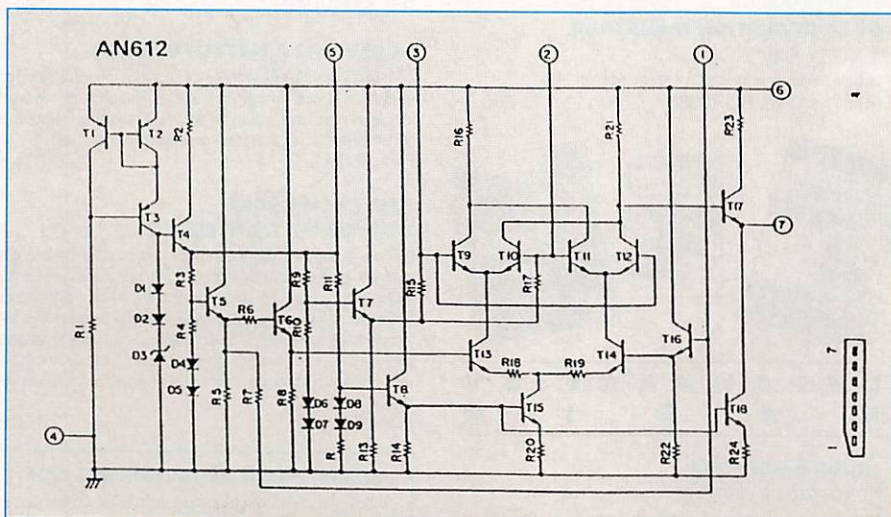 AN612
5 3 2 1
6
4
T1 T2 R2 R16 R21 R23
T17
T3 T4 7
R3 R9 R11 R15 T9 T10 T11 T12
D1 T5 R6 T6 T7 R17
D2 R1 R4 R10 T16
D3 D4 T13 T14
R18 R19
D5 R5 R7 R8 D6 D8 T8 T15 T18
4 D7 D9
R R13 R14 R20 R22 R24
1 7